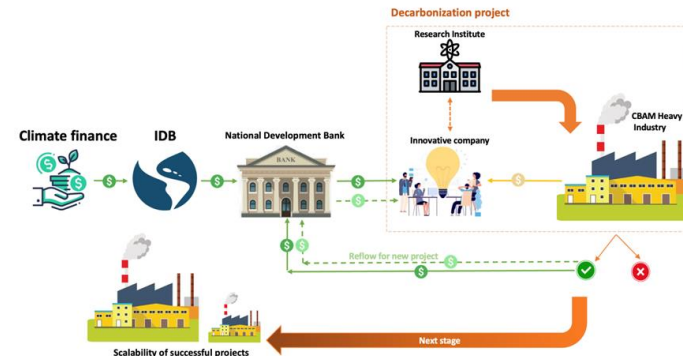 Decarbonization project
Research Institute
CBAM Heavy
Industry
Climate finance
IDB
National Development Bank
Innovative company
BANK
$
$
$
$
$
$
$
$
$
Reflow for new project
$
$
Next stage
Scalability of successful projects